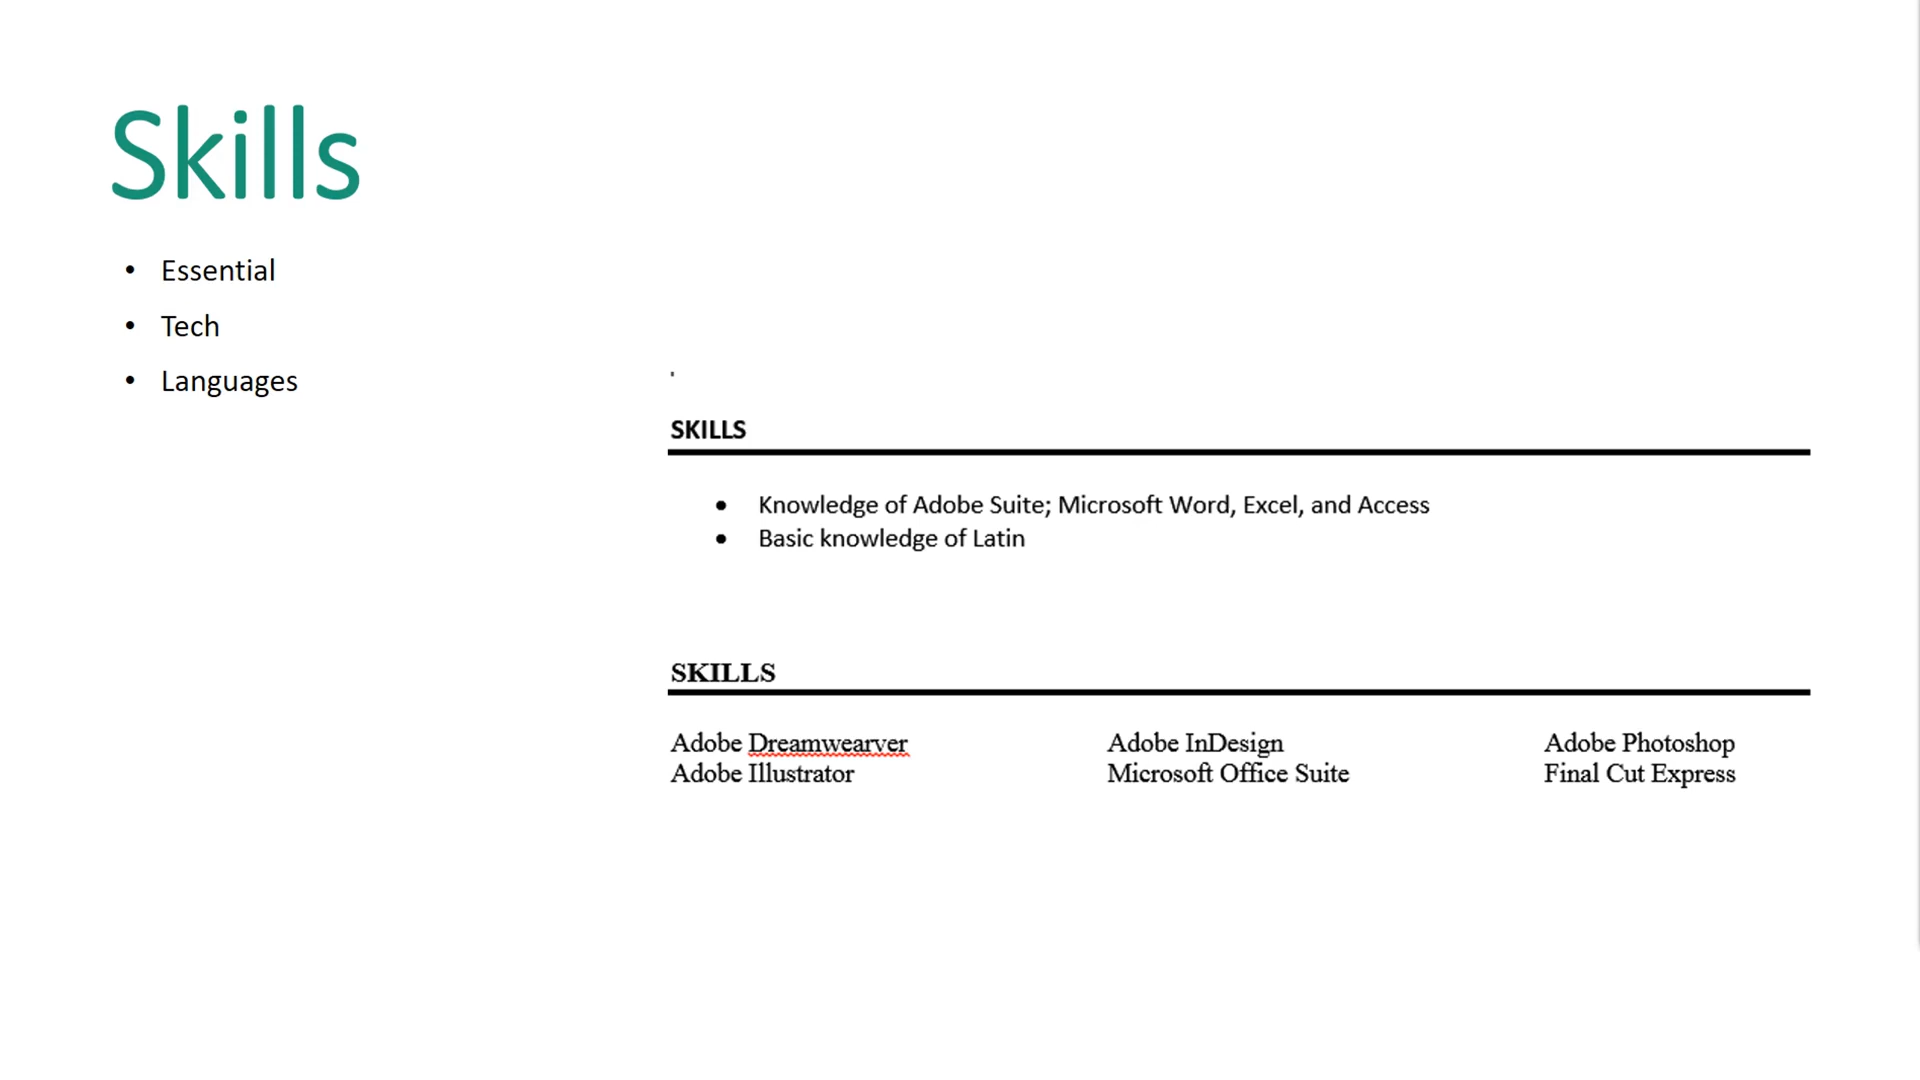 Skills
• Essential
• Tech
• Languages
SKILLS
• Knowledge of Adobe Suite; Microsoft Word, Excel, and Access
• Basic knowledge of Latin
SKILLS
Adobe Dreamwearver Adobe InDesign Adobe Photoshop
Adobe Illustrator Microsoft Office Suite Final Cut Express